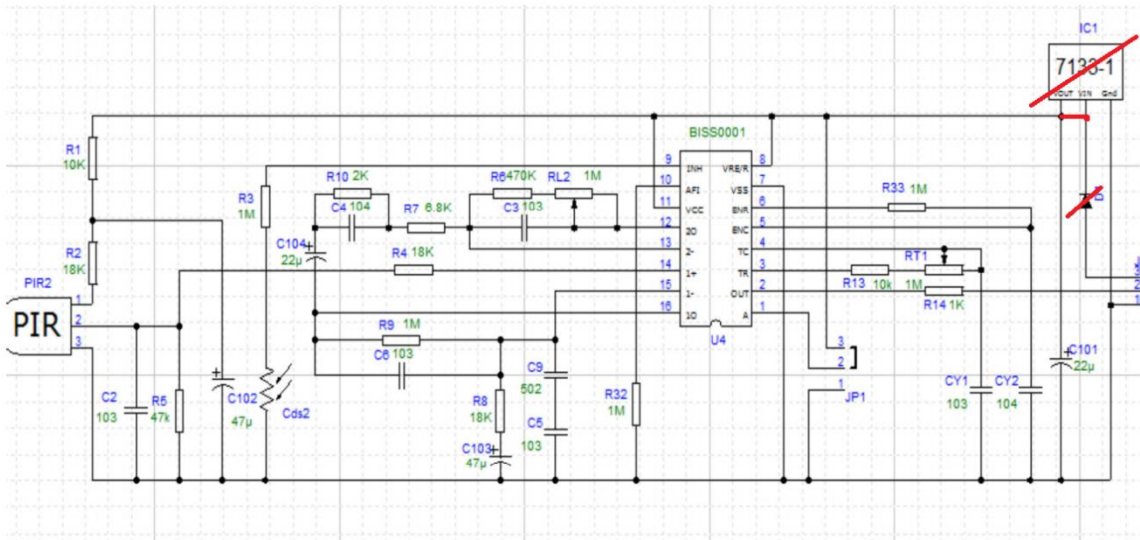 IC1
7133-1
VOUT VIN Gnd
BISS0001
R1
10K
R3
1M
R10 2K
C4 104
R7 6.8K
R6 470K
C3 103
RL2 1M
C104
22µ
R4 18K
R2
18K
PIR2
PIR
1
2
3
C2
103
R5
47k
C102
47µ
Cds2
R9 1M
C6 103
R8
18K
C103
47µ
C9
502
C5
103
R32
1M
9 INH
10 AFI
11 VCC
12 2O
13 2-
14 1+
15 1-
16 1O
VRE/R 8
VSS 7
ENR 6
ENC 5
TC 4
TR 3
OUT 2
A 1
U4
R33 1M
RT1
1M
R13 10k
R14 1K
3
2
1
JP1
CY1
103
CY2
104
C101
22µ
2